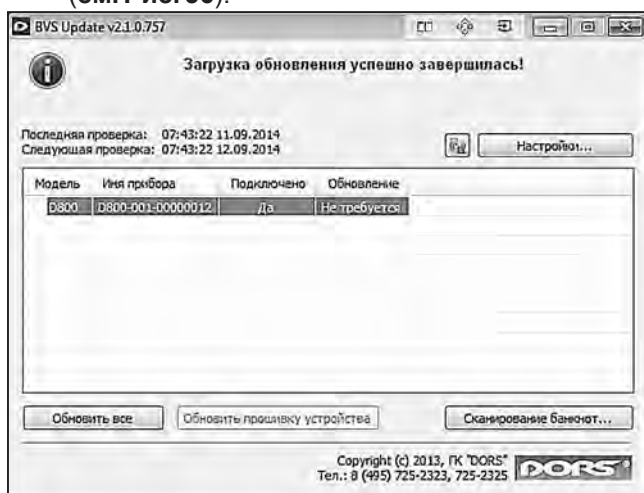 BVS Update v2.1.0.757
Загрузка обновления успешно завершилась!
Последняя проверка: 07:43:22 11.09.2014
Следующая проверка: 07:43:22 12.09.2014
Настройки...
Модель Имя прибора Подключено Обновление
D800 D800-001-00000012 Да Не требуется
Обновить все Обновить прошивку устройства Сканирование банкнот...
Copyright (c) 2013, ГК "DORS"
Тел.: 8 (495) 725-2323, 725-2325
DORS